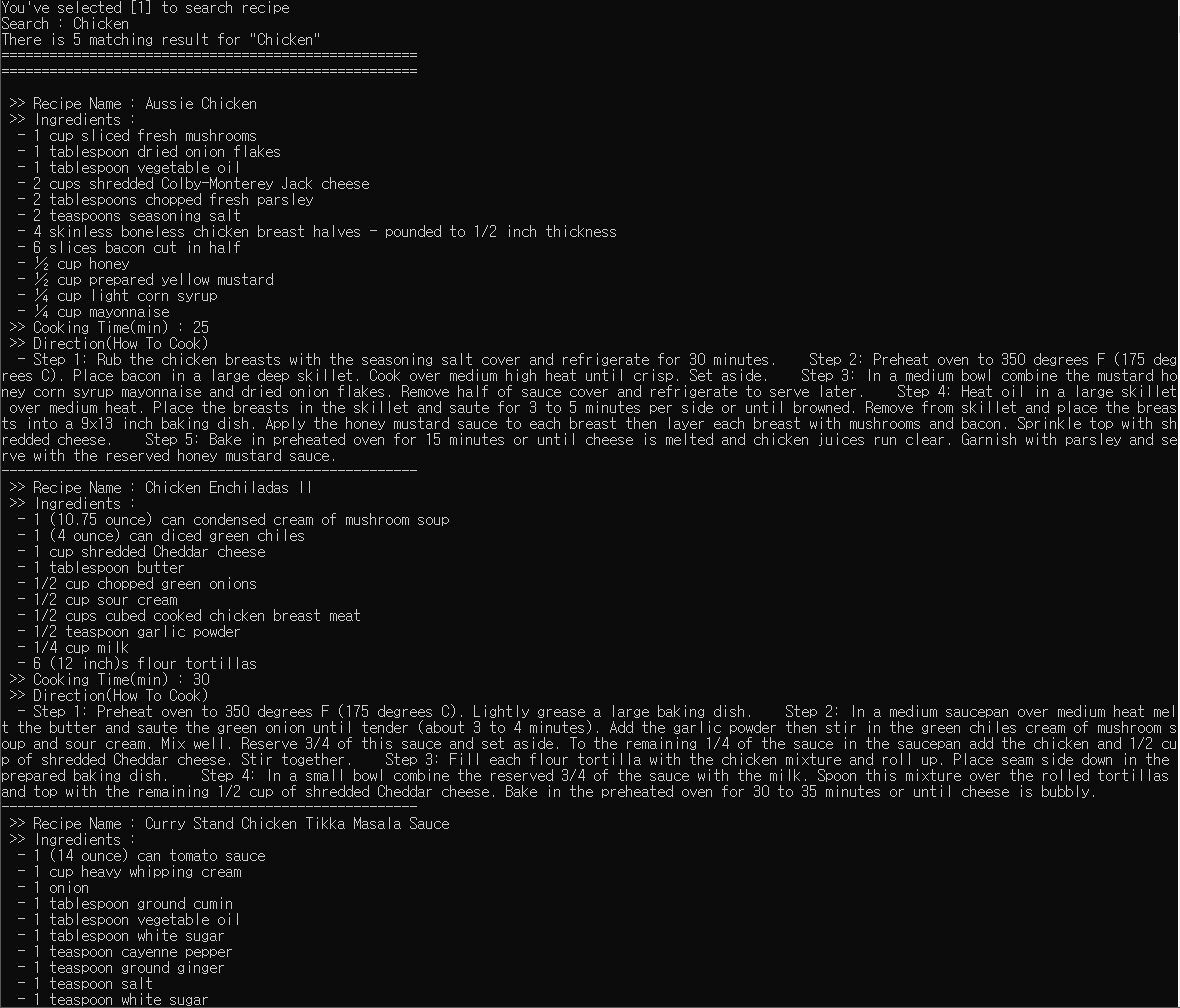 You've selected [1] to search recipe
Search : Chicken
There is 5 matching result for "Chicken"
====================================================
====================================================
>> Recipe Name : Aussie Chicken
>> Ingredients :
- 1 cup sliced fresh mushrooms
- 1 tablespoon dried onion flakes
- 1 tablespoon vegetable oil
- 2 cups shredded Colby-Monterey Jack cheese
- 2 tablespoons chopped fresh parsley
- 2 teaspoons seasoning salt
- 4 skinless boneless chicken breast halves - pounded to 1/2 inch thickness
- 6 slices bacon cut in half
- ½ cup honey
- ½ cup prepared yellow mustard
- ¼ cup light corn syrup
- ¼ cup mayonnaise
>> Cooking Time(min) : 25
>> Direction(How To Cook)
- Step 1: Rub the chicken breasts with the seasoning salt cover and refrigerate for 30 minutes.    Step 2: Preheat oven to 350 degrees F (175 deg
rees C). Place bacon in a large deep skillet. Cook over medium high heat until crisp. Set aside.    Step 3: In a medium bowl combine the mustard ho
ney corn syrup mayonnaise and dried onion flakes. Remove half of sauce cover and refrigerate to serve later.    Step 4: Heat oil in a large skillet
over medium heat. Place the breasts in the skillet and saute for 3 to 5 minutes per side or until browned. Remove from skillet and place the breas
ts into a 9x13 inch baking dish. Apply the honey mustard sauce to each breast then layer each breast with mushrooms and bacon. Sprinkle top with sh
redded cheese.    Step 5: Bake in preheated oven for 15 minutes or until cheese is melted and chicken juices run clear. Garnish with parsley and se
rve with the reserved honey mustard sauce.
----------------------------------------------------
>> Recipe Name : Chicken Enchiladas II
>> Ingredients :
- 1 (10.75 ounce) can condensed cream of mushroom soup
- 1 (4 ounce) can diced green chiles
- 1 cup shredded Cheddar cheese
- 1 tablespoon butter
- 1/2 cup chopped green onions
- 1/2 cup sour cream
- 1/2 cups cubed cooked chicken breast meat
- 1/2 teaspoon garlic powder
- 1/4 cup milk
- 6 (12 inch)s flour tortillas
>> Cooking Time(min) : 30
>> Direction(How To Cook)
- Step 1: Preheat oven to 350 degrees F (175 degrees C). Lightly grease a large baking dish.    Step 2: In a medium saucepan over medium heat mel
t the butter and saute the green onion until tender (about 3 to 4 minutes). Add the garlic powder then stir in the green chiles cream of mushroom s
oup and sour cream. Mix well. Reserve 3/4 of this sauce and set aside. To the remaining 1/4 of the sauce in the saucepan add the chicken and 1/2 cu
p of shredded Cheddar cheese. Stir together.    Step 3: Fill each flour tortilla with the chicken mixture and roll up. Place seam side down in the
prepared baking dish.    Step 4: In a small bowl combine the reserved 3/4 of the sauce with the milk. Spoon this mixture over the rolled tortillas
and top with the remaining 1/2 cup of shredded Cheddar cheese. Bake in the preheated oven for 30 to 35 minutes or until cheese is bubbly.
----------------------------------------------------
>> Recipe Name : Curry Stand Chicken Tikka Masala Sauce
>> Ingredients :
- 1 (14 ounce) can tomato sauce
- 1 cup heavy whipping cream
- 1 onion
- 1 tablespoon ground cumin
- 1 tablespoon vegetable oil
- 1 tablespoon white sugar
- 1 teaspoon cayenne pepper
- 1 teaspoon ground ginger
- 1 teaspoon salt
- 1 teaspoon white sugar